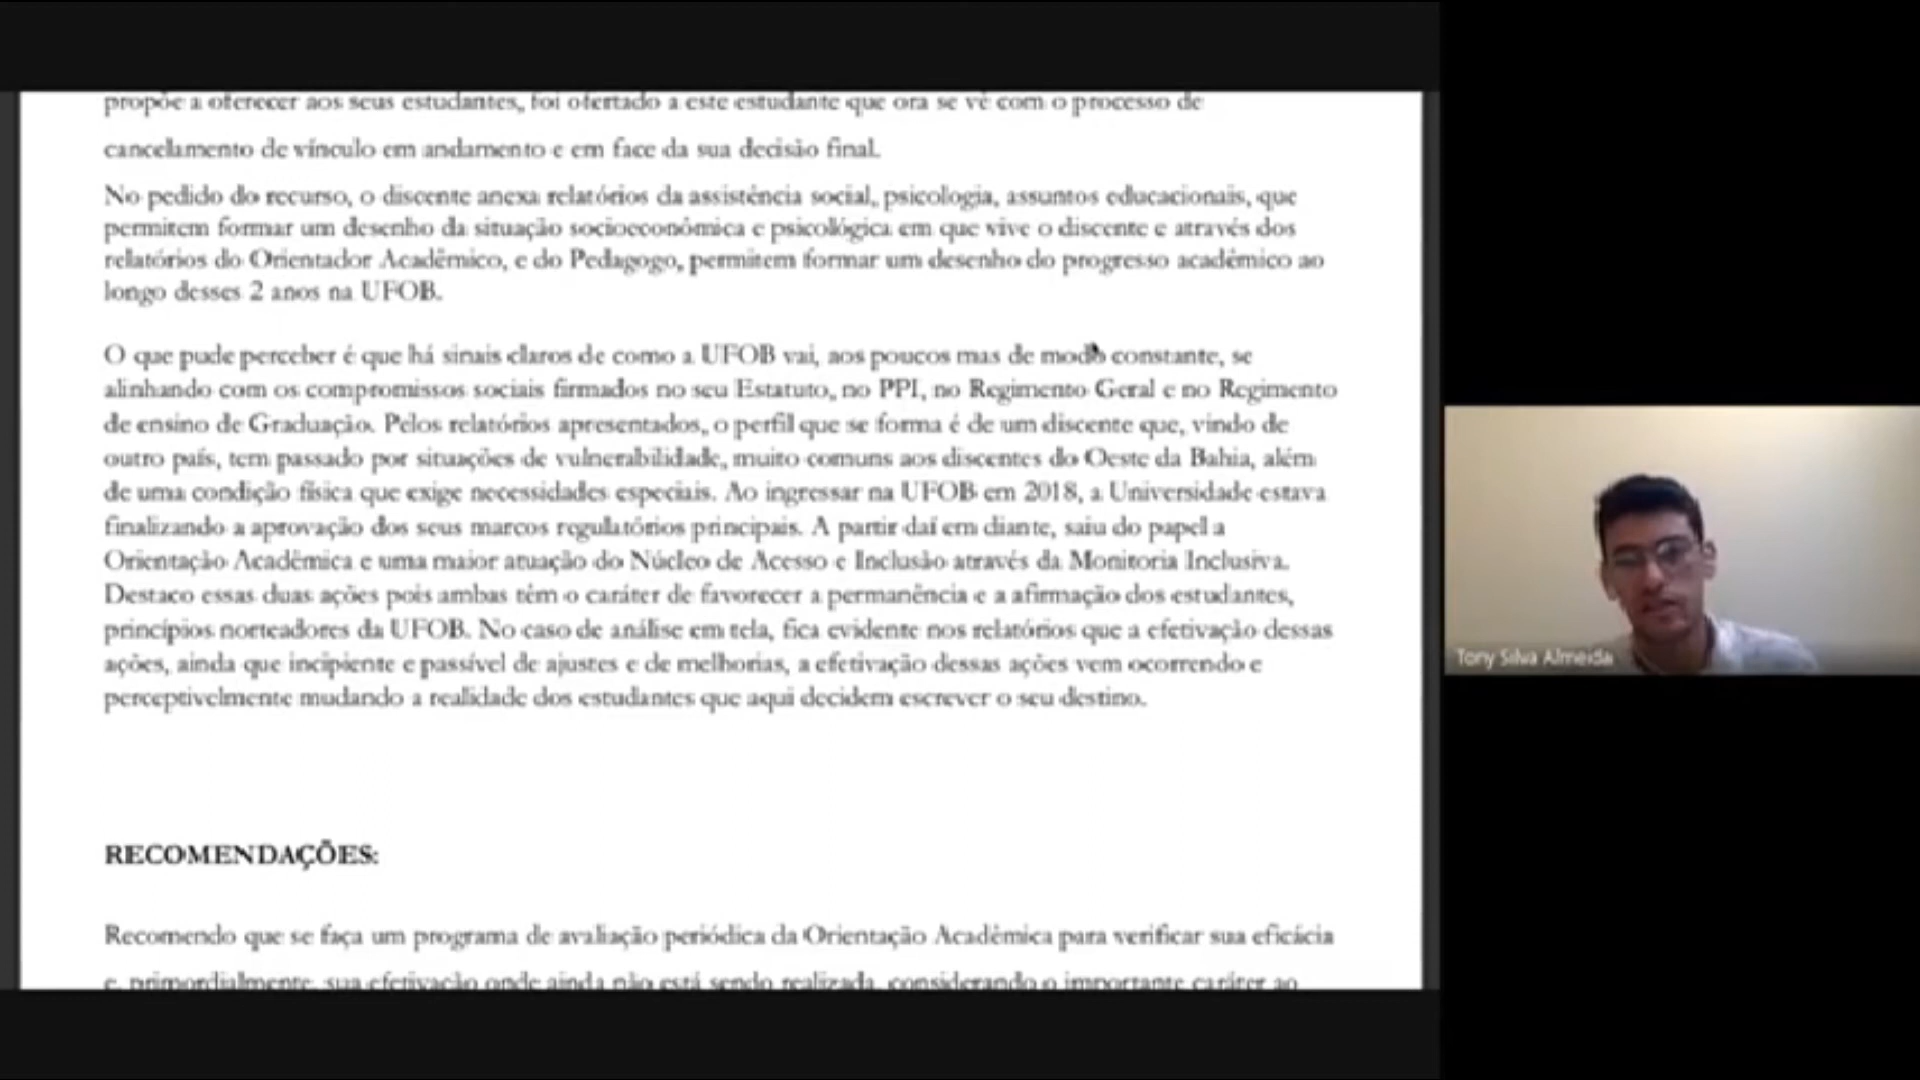 propõe a oferecer aos seus estudantes, foi ofertado a este estudante que ora se vê com o processo de
cancelamento de vínculo em andamento e em face da sua decisão final.
No pedido do recurso, o discente anexa relatórios da assistência social, psicologia, assuntos educacionais, que
permitem formar um desenho da situação socioeconômica e psicológica em que vive o discente e através dos
relatórios do Orientador Acadêmico, e do Pedagogo, permitem formar um desenho do progresso acadêmico ao
longo desses 2 anos na UFOB.
O que pude perceber é que há sinais claros de como a UFOB vai, aos poucos mas de modo constante, se
alinhando com os compromissos sociais firmados no seu Estatuto, no PPI, no Regimento Geral e no Regimento
de ensino de Graduação. Pelos relatórios apresentados, o perfil que se forma é de um discente que, vindo de
outro país, tem passado por situações de vulnerabilidade, muito comuns aos discentes do Oeste da Bahia, além
de uma condição física que exige necessidades especiais. Ao ingressar na UFOB em 2018, a Universidade estava
finalizando a aprovação dos seus marcos regulatórios principais. A partir daí em diante, saiu do papel a
Orientação Acadêmica e uma maior atuação do Núcleo de Acesso e Inclusão através da Monitoria Inclusiva.
Destaco essas duas ações pois ambas têm o caráter de favorecer a permanência e a afirmação dos estudantes,
princípios norteadores da UFOB. No caso de análise em tela, fica evidente nos relatórios que a efetivação dessas
ações, ainda que incipiente e passível de ajustes e de melhorias, a efetivação dessas ações vem ocorrendo e
perceptivelmente mudando a realidade dos estudantes que aqui decidem escrever o seu destino.
Tony Silva Almeida
RECOMENDAÇÕES:
Recomendo que se faça um programa de avaliação periódica da Orientação Acadêmica para verificar sua eficácia
e, primordialmente, sua efetivação onde ainda não está sendo realizada, considerando o importante caráter ao